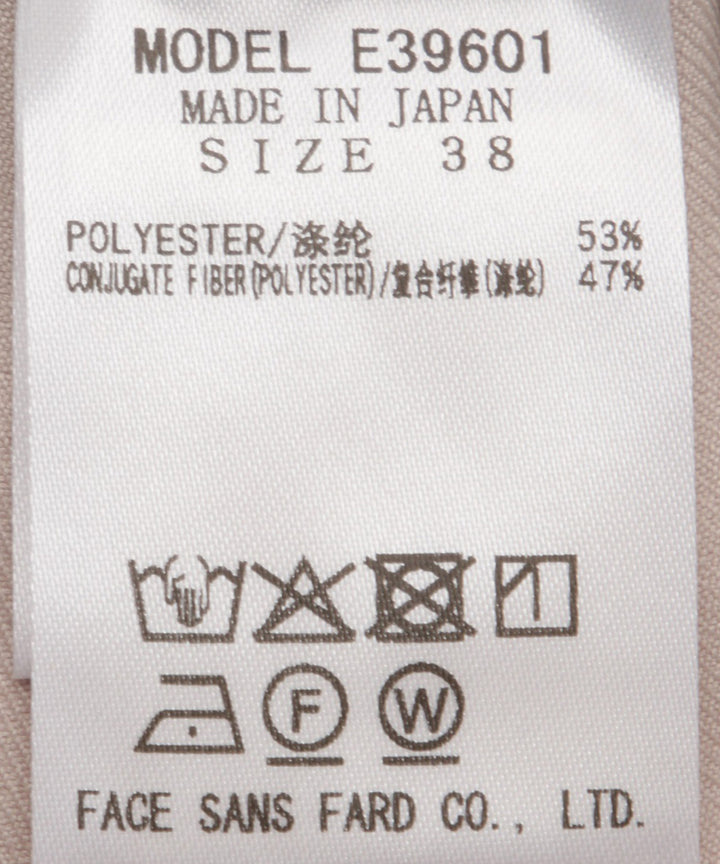 MODEL E39601
MADE IN JAPAN
SIZE 38
POLYESTER/涤纶 53%
CONJUGATE FIBER(POLYESTER)/复合纤维(涤纶) 47%
F W
FACE SANS FARD CO., LTD.